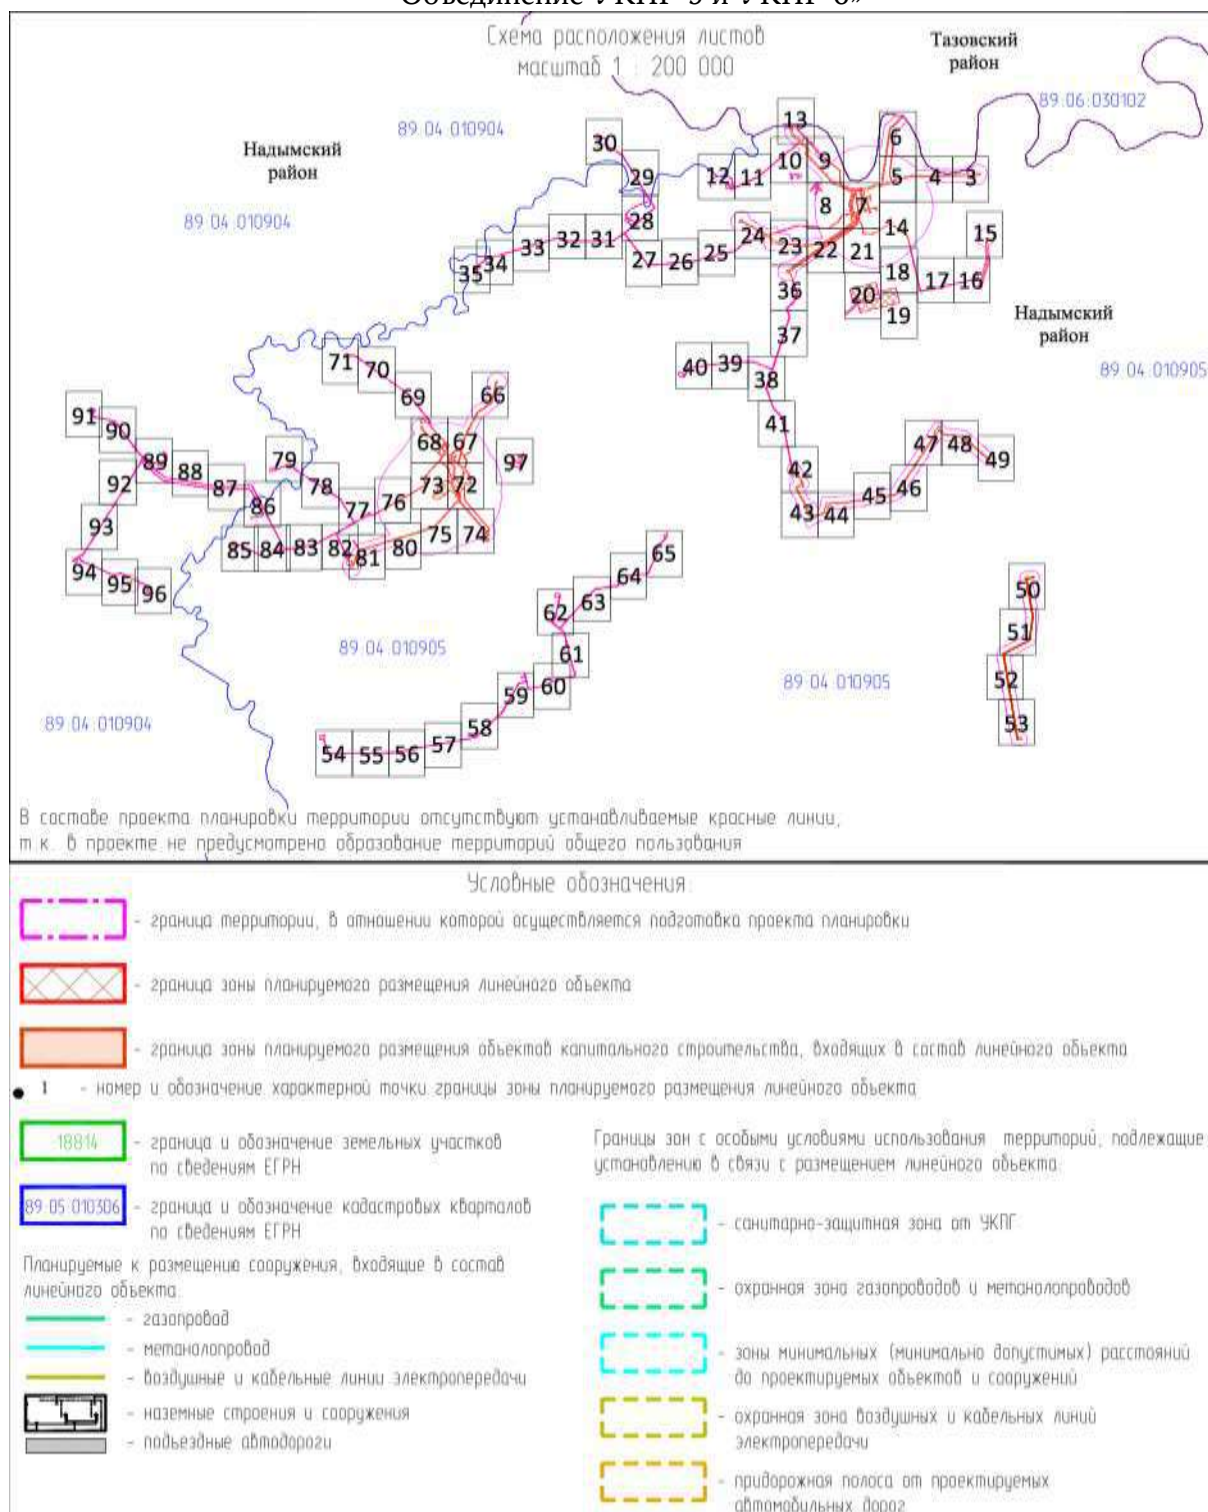 Объединение УКПГ-5 и УКПГ-6»
Схема расположения листов
масштаб 1 : 200 000
Тазовский
район
89:06:030102
89:04:010904
Надымский
район
89:04:010904
13
6
30
10
9
29
12
11
5
4
3
8
7
28
14
15
24
33
32
31
23
22
21
35
34
27
26
25
18
17
16
36
20
19
37
Надымский
район
89:04:010905
71
70
40
39
38
69
66
91
90
41
68
67
47
48
49
89
79
97
42
92
88
87
78
73
72
46
86
77
76
45
93
43
44
85
84
83
82
81
80
75
74
94
95
96
65
64
63
62
50
61
51
89:04:010905
60
59
52
89:04:010905
89:04:010904
58
57
53
54
55
56
В составе проекта планировки территории отсутствуют устанавливаемые красные линии,
т.к. в проекте не предусмотрено образование территорий общего пользования
Условные обозначения:
- граница территории, в отношении которой осуществляется подготовка проекта планировки
- граница зоны планируемого размещения линейного объекта
- граница зоны планируемого размещения объектов капитального строительства, входящих в состав линейного объекта
1 - номер и обозначение характерной точки границы зоны планируемого размещения линейного объекта
:18814 - граница и обозначение земельных участков
по сведениям ЕГРН
89:05:010306 - граница и обозначение кадастровых кварталов
по сведениям ЕГРН
Планируемые к размещению сооружения, входящие в состав
линейного объекта:
- газопровод
- метанолопровод
- воздушные и кабельные линии электропередачи
- наземные строения и сооружения
- подъездные автодороги
Границы зон с особыми условиями использования территорий, подлежащие
установлению в связи с размещением линейного объекта:
- санитарно-защитная зона от УКПГ
- охранная зона газопроводов и метанолопроводов
- зоны минимальных (минимально допустимых) расстояний
до проектируемых объектов и сооружений
- охранная зона воздушных и кабельных линий
электропередачи
- придорожная полоса от проектируемых
автомобильных дорог